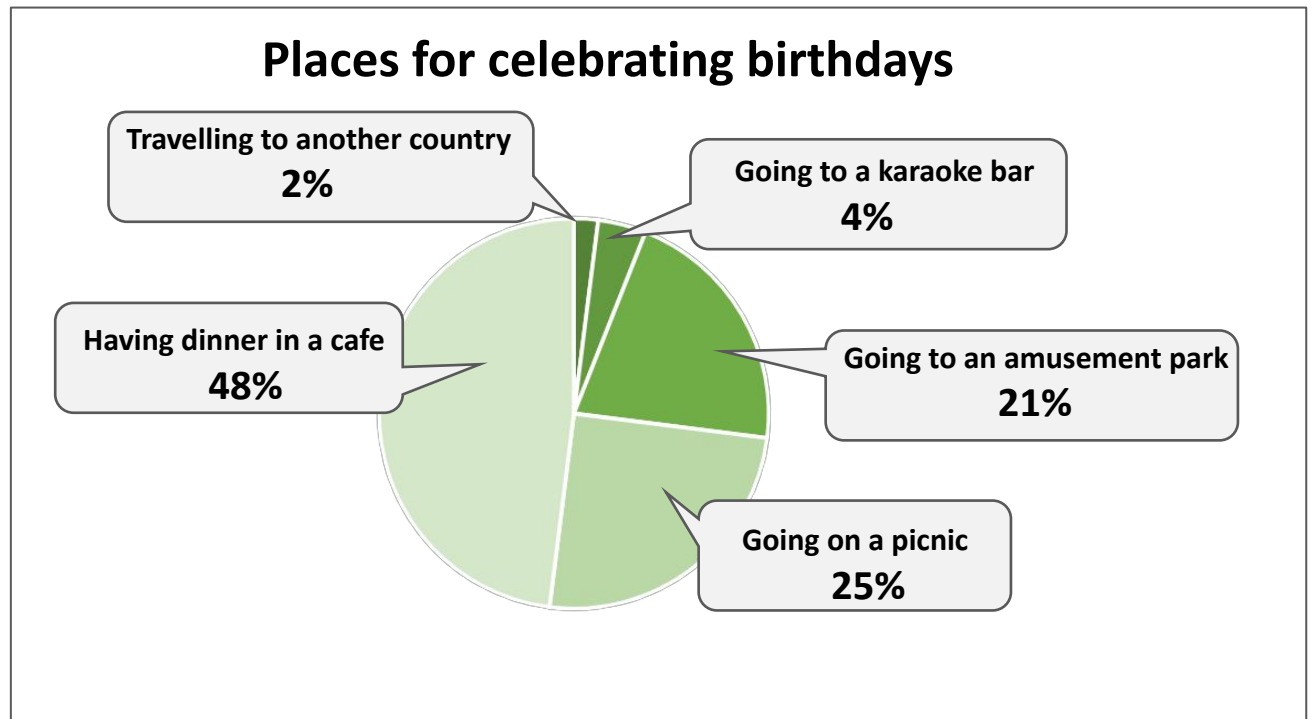 Places for celebrating birthdays
Travelling to another country
2%
Going to a karaoke bar
4%
Having dinner in a cafe
48%
Going to an amusement park
21%
Going on a picnic
25%